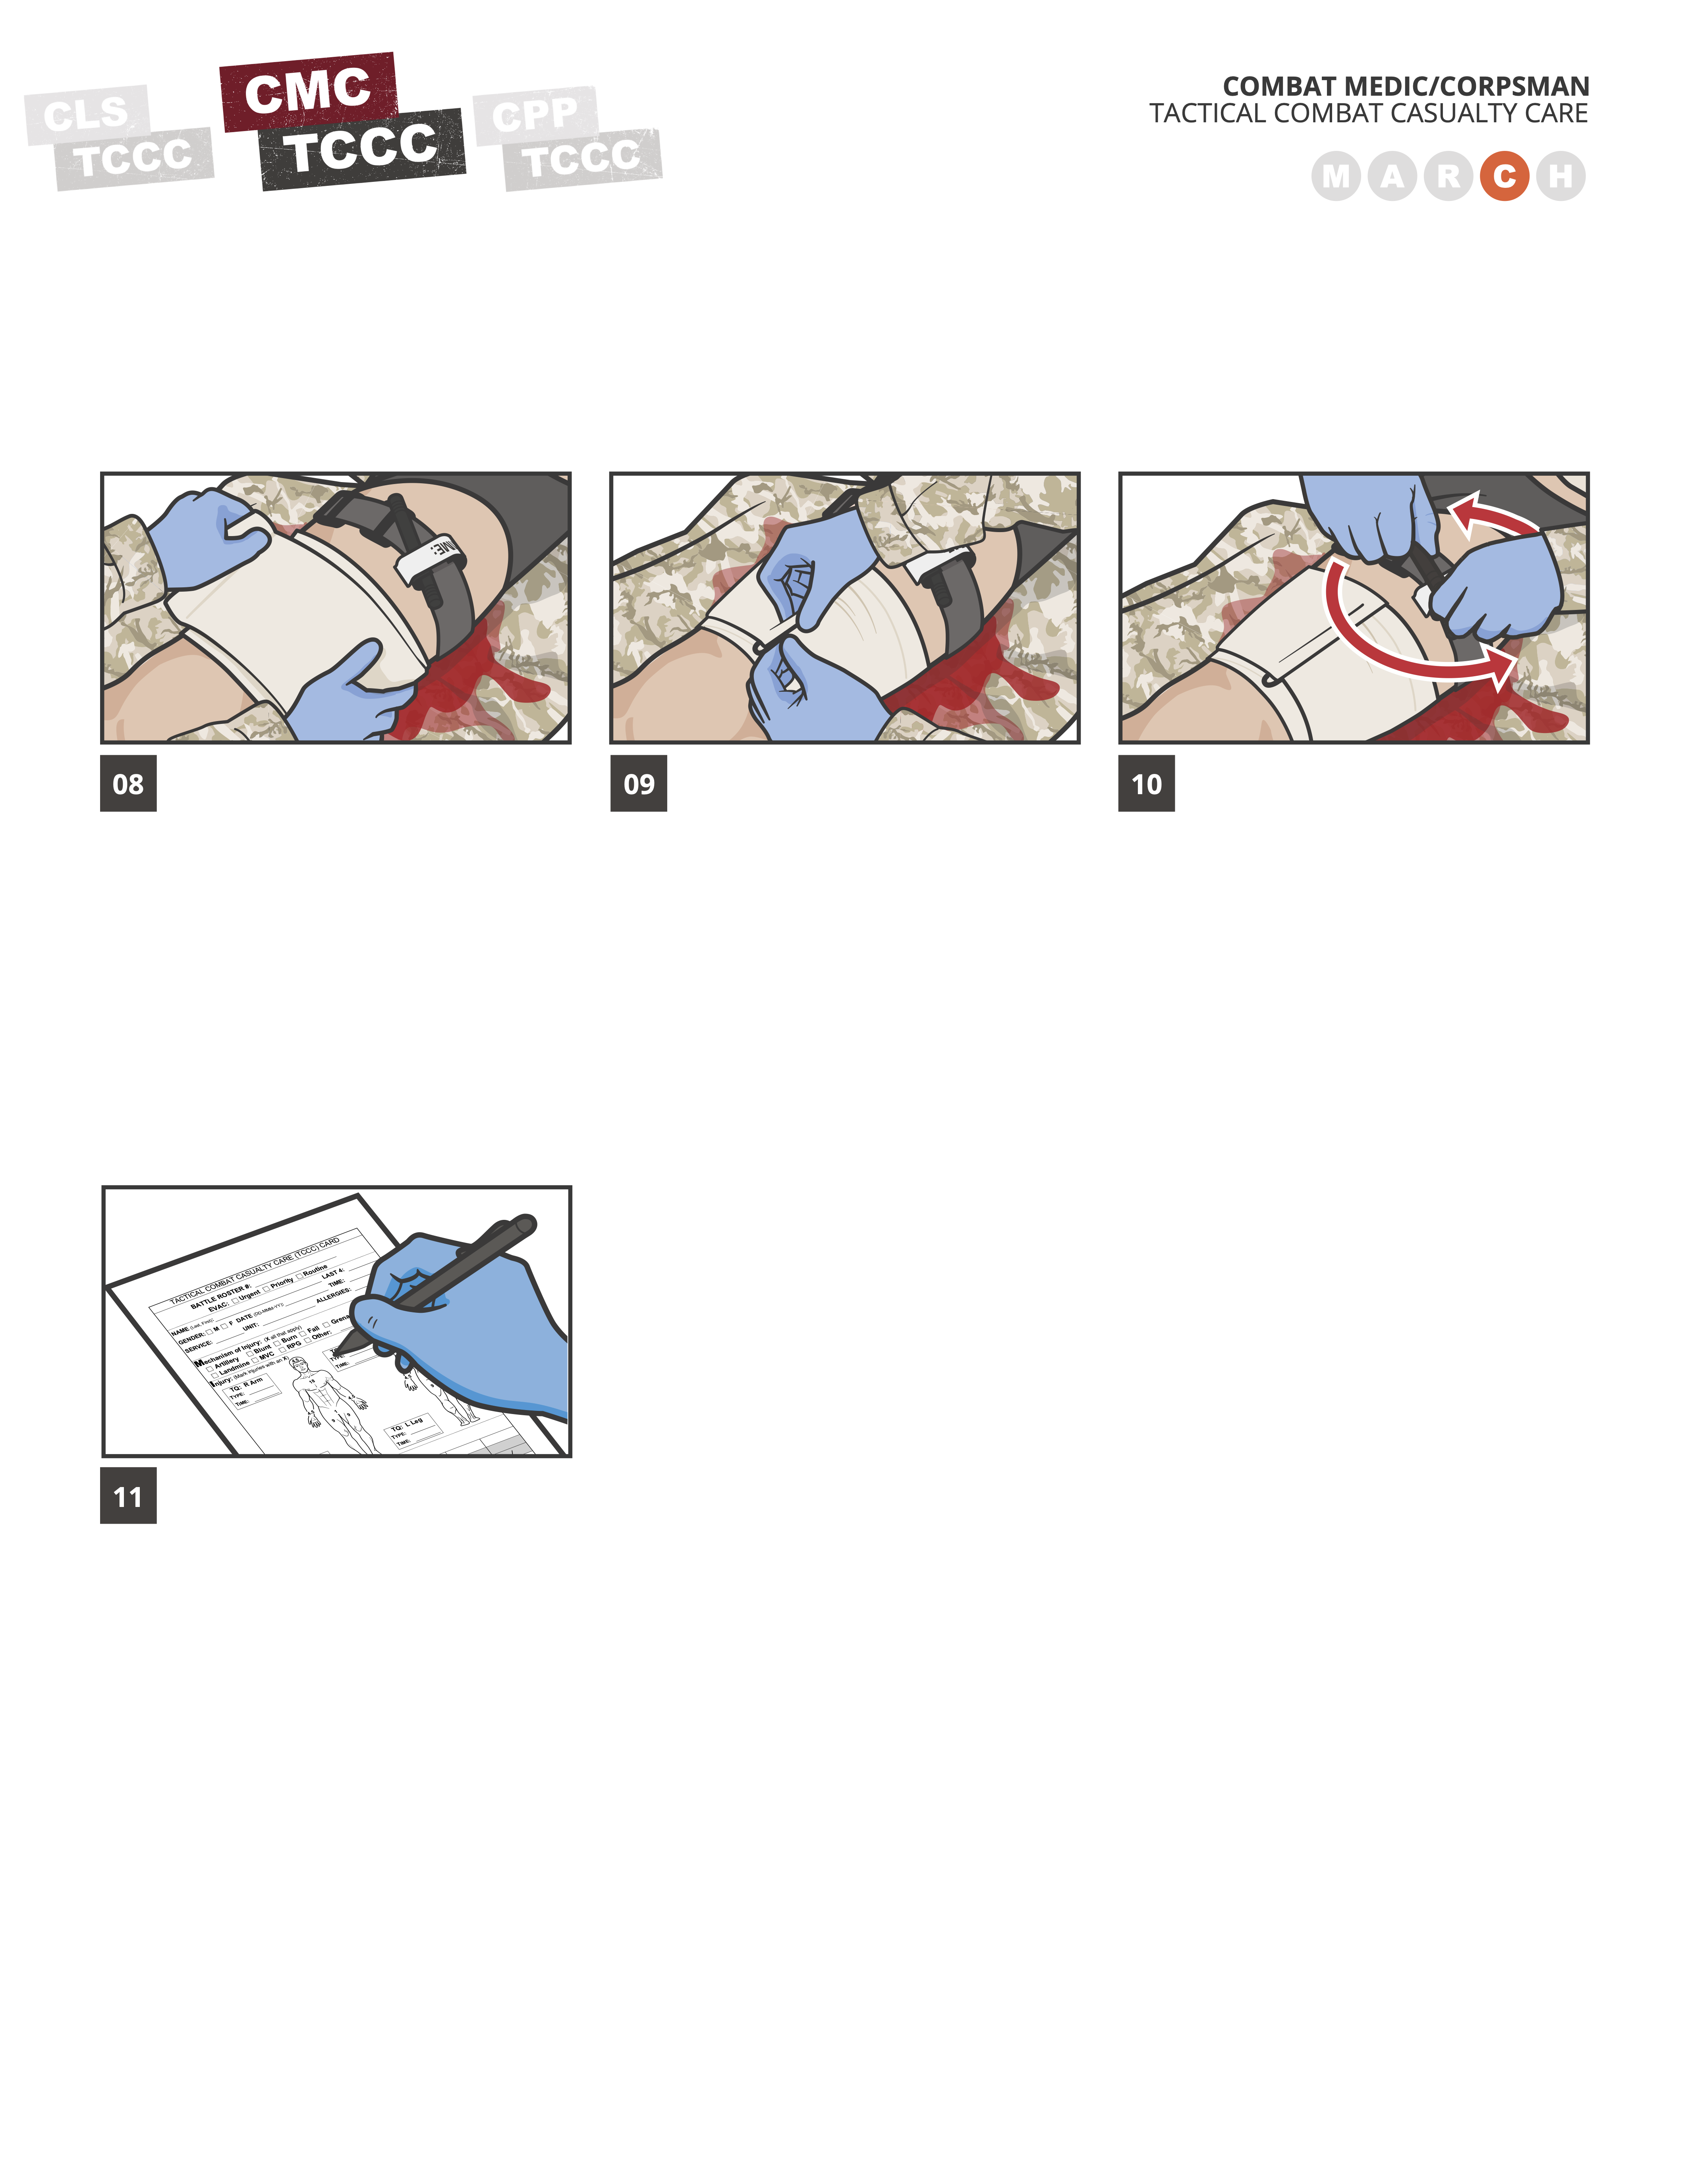 CLS
TCCC
CMC
TCCC
CPP
TCCC
COMBAT MEDIC/CORPSMAN
TACTICAL COMBAT CASUALTY CARE
M A R C H
08
09
10
TACTICAL COMBAT CASUALTY CARE (TCCC) CARD
BATTLE ROSTER #:
EVAC: Urgent Priority Routine
NAME (Last, First): LAST 4:
GENDER: M F DATE (DD-MMM-YY): TIME:
SERVICE: UNIT: ALLERGIES:
Mechanism of Injury: (X all that apply)
Artillery Blunt Burn Fall
Landmine MVC RPG Other:
Injury: (Mark injuries with an X)
TQ: R Arm
TYPE:
TIME:
TYPE:
TIME:
TQ: L Leg
TYPE:
TIME:
11